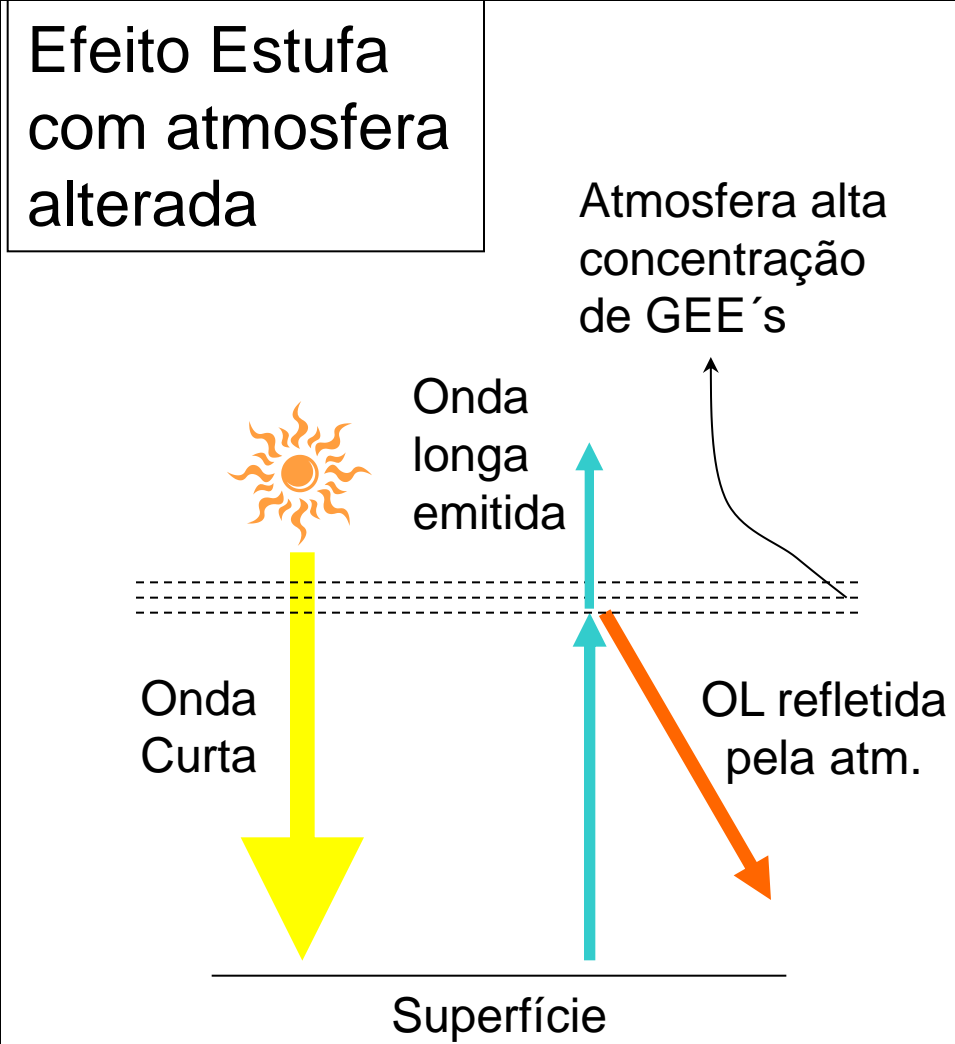 Efeito Estufa
com atmosfera
alterada
Atmosfera alta
concentração
de GEE´s
Onda
longa
emitida
Onda
Curta
OL refletida
pela atm.
Superfície